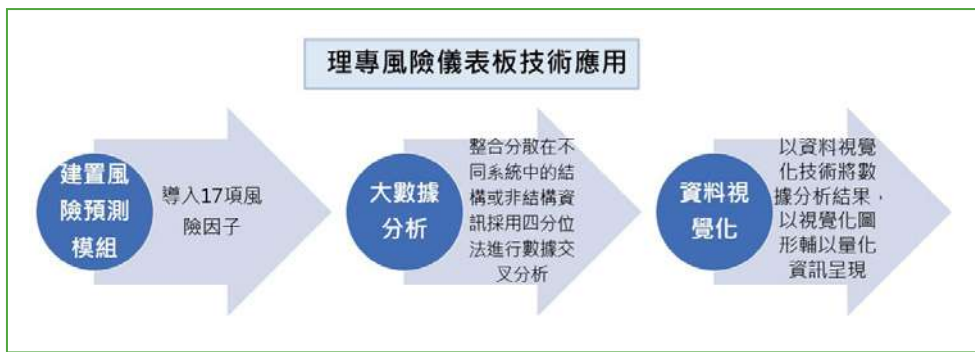 理專風險儀表板技術應用
建置風
險預測
模組
導入17項風
險因子
大數據
分析
整合分散在不
同系統中的結
構或非結構資
訊採用四分位
法進行數據交
叉分析
資料視
覺化
以資料視覺
化技術將數
據分析結果，
以視覺化圖
形輔以量化
資訊呈現